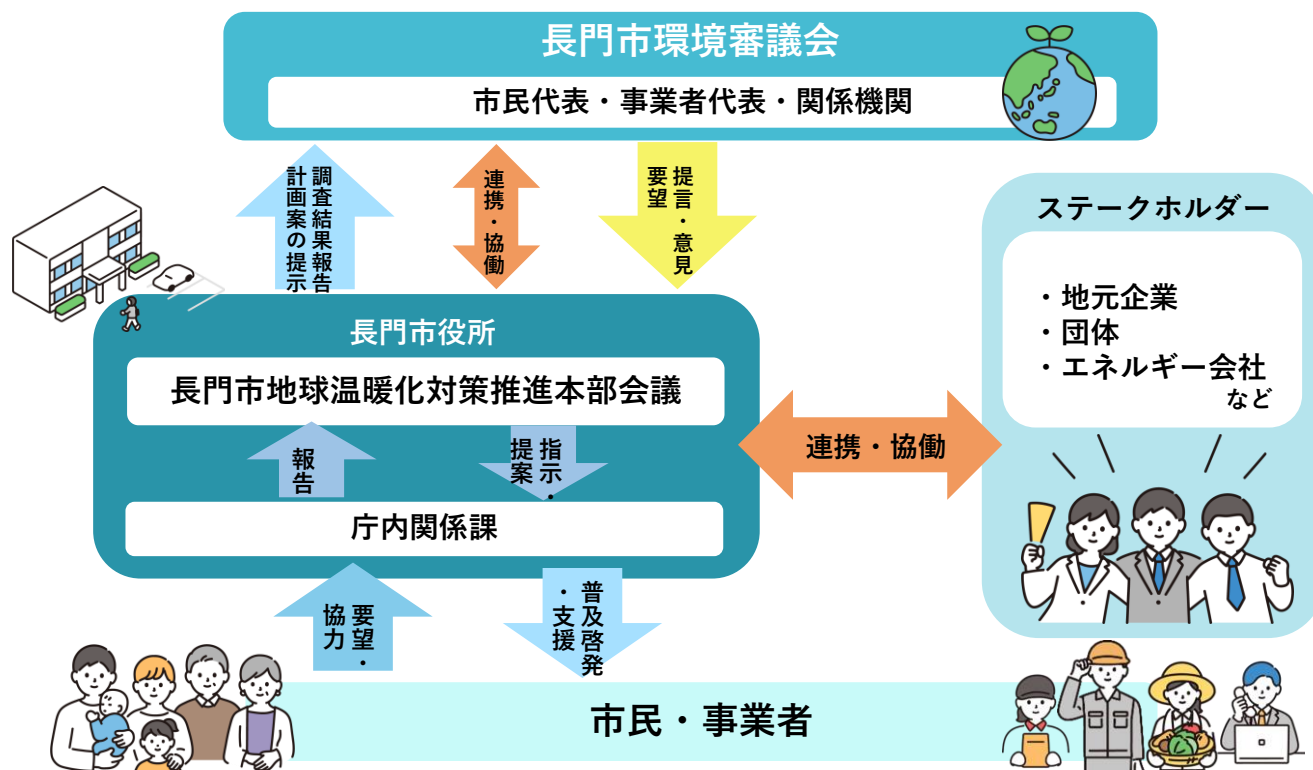 長門市環境審議会
市民代表・事業者代表・関係機関
調査結果報告
計画案の提示
連携・協働
提言・意見
要望
ステークホルダー
・地元企業
・団体
・エネルギー会社
など
長門市役所
長門市地球温暖化対策推進本部会議
報告
指示・
提案
連携・協働
庁内関係課
要望・
協力
普及啓発
・支援
市民・事業者